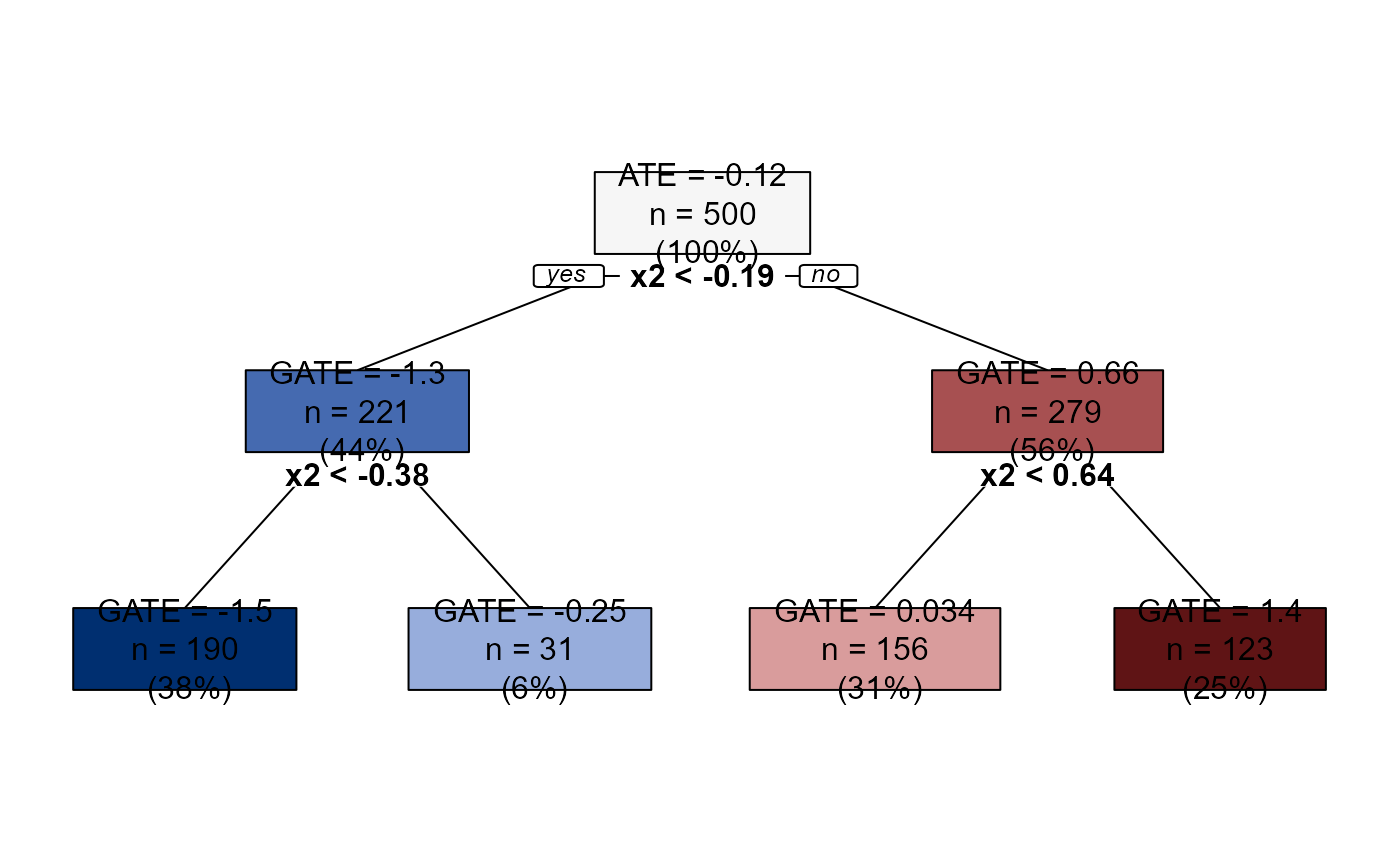 ATE = -0.12
n = 500
(100%)
yes x2 < -0.19 no
GATE = -1.3
n = 221
(44%)
x2 < -0.38
GATE = 0.66
n = 279
(56%)
x2 < 0.64
GATE = -1.5
n = 190
(38%)
GATE = -0.25
n = 31
(6%)
GATE = 0.034
n = 156
(31%)
GATE = 1.4
n = 123
(25%)